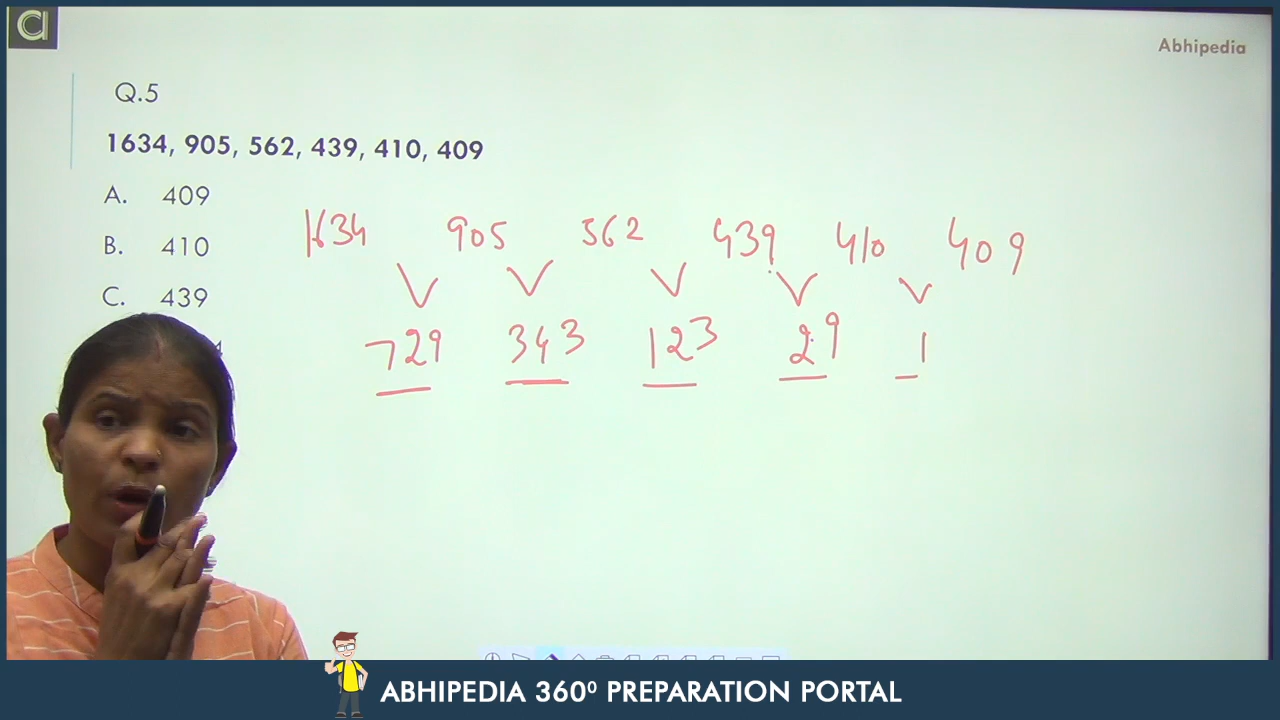 a
Abhipedia
Q.5
1634, 905, 562, 439, 410, 409
A. 409
B. 410
C. 439
1634 905 562 439 410 409
729 343 123 29 1
ABHIPEDIA 360⁰ PREPARATION PORTAL